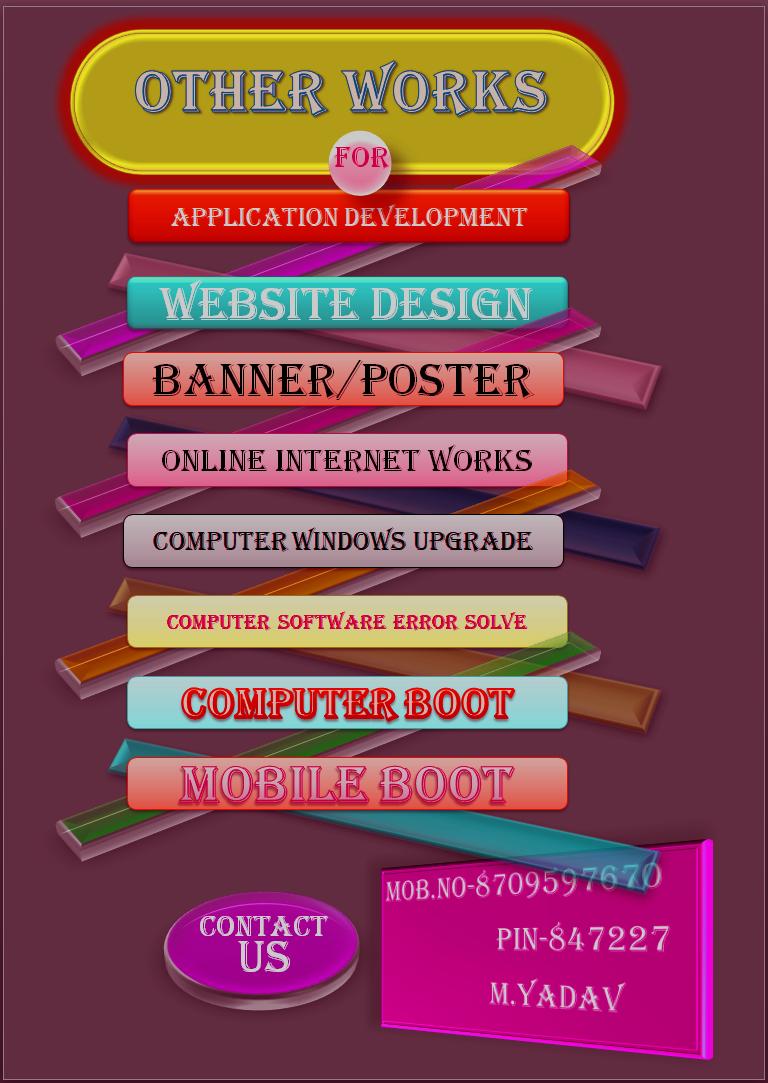 OTHER WORKS
FOR
APPLICATION DEVELOPMENT
WEBSITE DESIGN
BANNER/POSTER
ONLINE INTERNET WORKS
COMPUTER WINDOWS UPGRADE
COMPUTER SOFTWARE ERROR SOLVE
COMPUTER BOOT
MOBILE BOOT
MOB.NO-8709597670
CONTACT
US
PIN-847227
M.YADAV